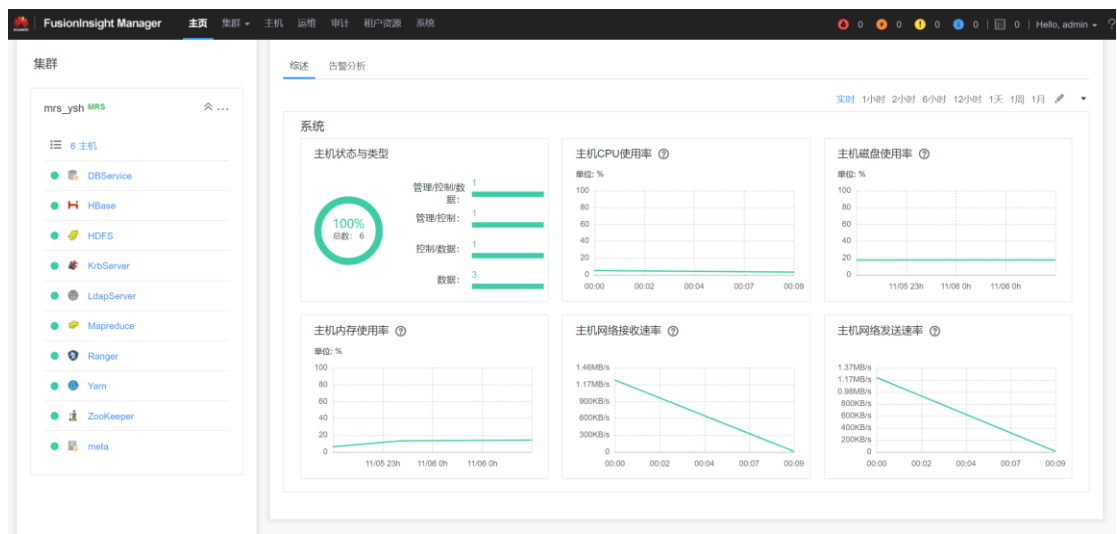 FusionInsight Manager 主页 集群 主机 运维 审计 租户资源 系统 0 0 0 0 0 Hello, admin
集群
mrs_ysh MRS
6 主机
DBService
HBase
HDFS
KrbServer
LdapServer
Mapreduce
Ranger
Yarn
ZooKeeper
meta
综述 告警分析
实时 1小时 2小时 6小时 12小时 1天 1周 1月
系统
主机状态与类型
100%
总数: 6
管理/控制/数据: 1
管理/控制: 1
控制/数据: 1
数据: 3
主机CPU使用率
单位: %
100
80
60
40
20
0
00:00 00:02 00:04 00:07 00:09
主机磁盘使用率
单位: %
100
80
60
40
20
0
11/05 23h 11/06 0h 11/06 0h
主机内存使用率
单位: %
100
80
60
40
20
0
11/05 23h 11/06 0h 11/06 0h
主机网络接收速率
1.46MB/s
1.17MB/s
900KB/s
600KB/s
300KB/s
0
00:00 00:02 00:04 00:07 00:09
主机网络发送速率
1.37MB/s
1.17MB/s
0.98MB/s
800KB/s
600KB/s
400KB/s
200KB/s
0
00:00 00:02 00:04 00:07 00:09